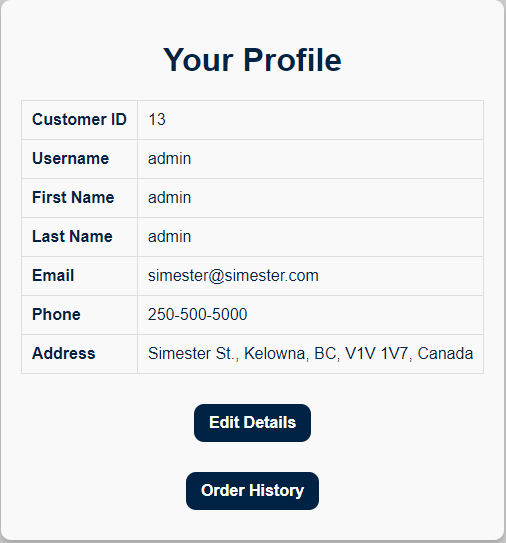 Your Profile
Customer ID 13
Username admin
First Name admin
Last Name admin
Email simester@simester.com
Phone 250-500-5000
Address Simester St., Kelowna, BC, V1V 1V7, Canada
Edit Details
Order History